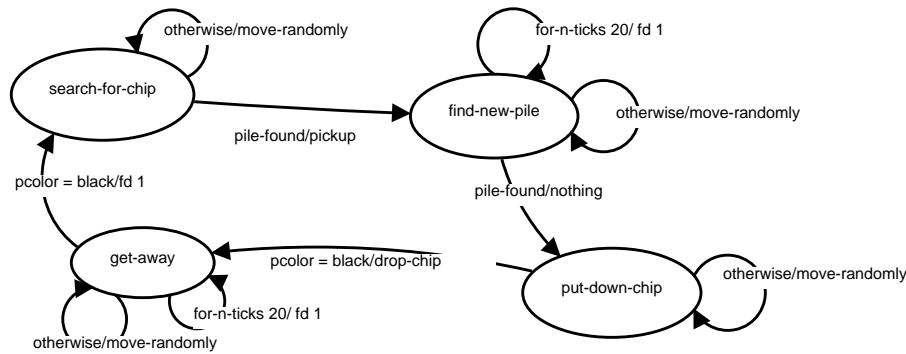 otherwise/move-randomly
for-n-ticks 20/ fd 1
search-for-chip
find-new-pile
otherwise/move-randomly
pile-found/pickup
pcolor = black/fd 1
pile-found/nothing
get-away
pcolor = black/drop-chip
otherwise/move-randomly
put-down-chip
for-n-ticks 20/ fd 1
otherwise/move-randomly